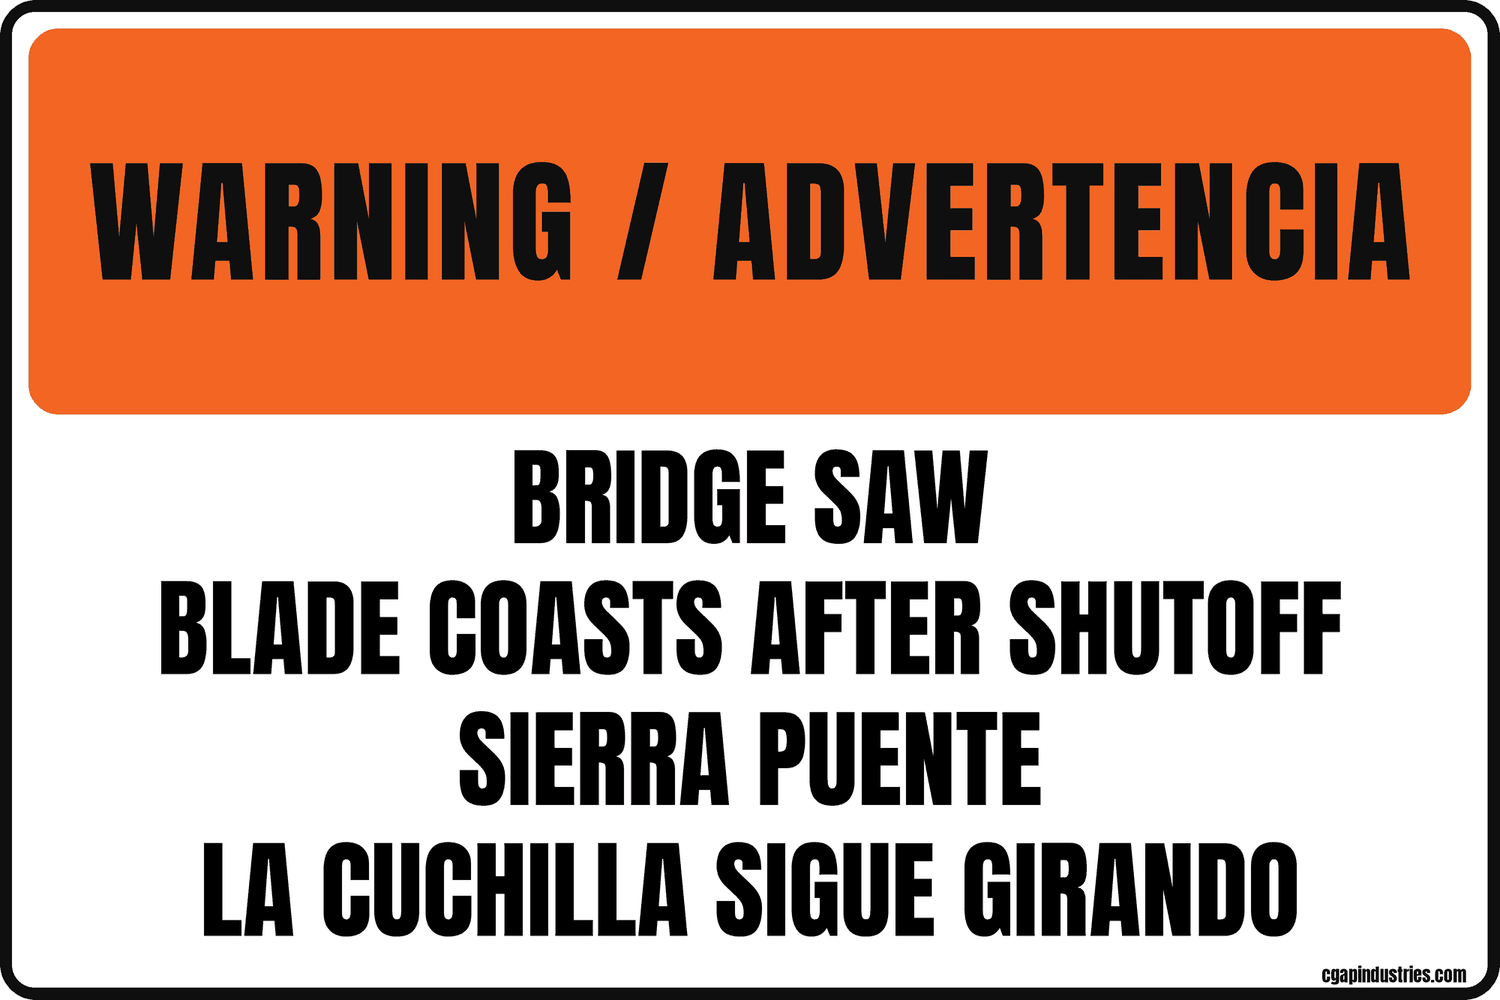 WARNING / ADVERTENCIA
BRIDGE SAW
BLADE COASTS AFTER SHUTOFF
SIERRA PUENTE
LA CUCHILLA SIGUE GIRANDO
cgapindustries.com